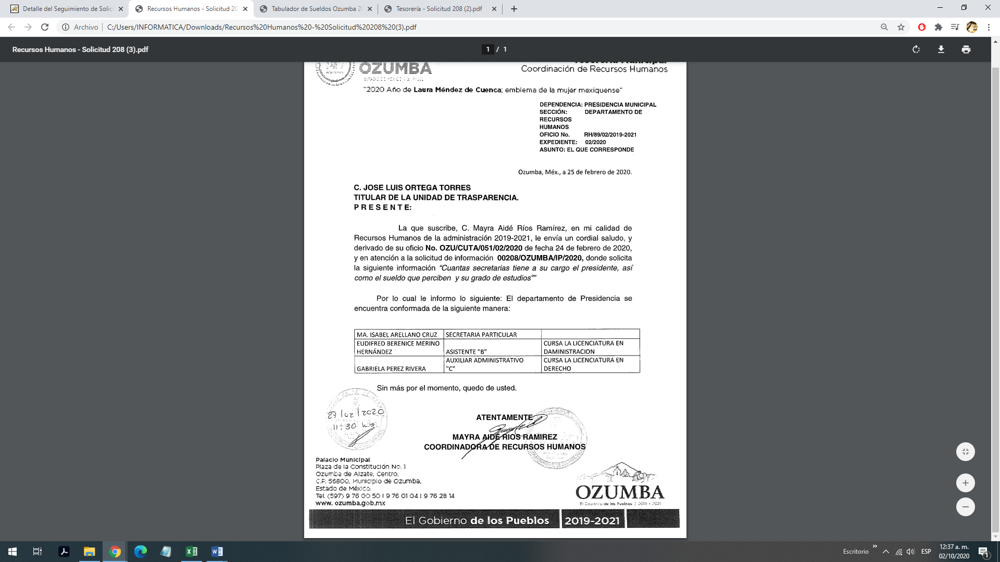 Detalle del Seguimiento de Solici
Recursos Humanos - Solicitud 20
Tabulador de Sueldos Ozumba 20
Tesorería - Solicitud 208 (2).pdf
Archivo
C:/Users/INFORMATICA/Downloads/Recursos%20Humanos%20-%20Solicitud%20208%20(3).pdf
Recursos Humanos - Solicitud 208 (3).pdf
1 / 1
OZUMBA
Tesorería Municipal
Coordinación de Recursos Humanos
"2020 Año de Laura Méndez de Cuenca; emblema de la mujer mexiquense"
DEPENDENCIA: PRESIDENCIA MUNICIPAL
SECCIÓN: DEPARTAMENTO DE
RECURSOS
HUMANOS
OFICIO No. RH/89/02/2019-2021
EXPEDIENTE: 02/2020
ASUNTO: EL QUE CORRESPONDE
Ozumba, Méx., a 25 de febrero de 2020.
C. JOSE LUIS ORTEGA TORRES
TITULAR DE LA UNIDAD DE TRASPARENCIA.
P R E S E N T E:
La que suscribe, C. Mayra Aidé Ríos Ramírez, en mi calidad de
Recursos Humanos de la administración 2019-2021, le envía un cordial saludo, y
derivado de su oficio No. OZU/CUTA/051/02/2020 de fecha 24 de febrero de 2020,
y en atención a la solicitud de información 00208/OZUMBA/IP/2020, donde solicita
la siguiente información “Cuantas secretarias tiene a su cargo el presidente, así
como el sueldo que perciben y su grado de estudios””
Por lo cual le informo lo siguiente: El departamento de Presidencia se
encuentra conformada de la siguiente manera:
MA. ISABEL ARELLANO CRUZ SECRETARIA PARTICULAR
EUDIFRED BERENICE MERINO HERNÁNDEZ ASISTENTE "B" CURSA LA LICENCIATURA EN DAMINISTRACION
GABRIELA PEREZ RIVERA AUXILIAR ADMINISTRATIVO "C" CURSA LA LICENCIATURA EN DERECHO
Sin más por el momento, quedo de usted.
27/02/2020
11:30 hrs
ATENTAMENTE
MAYRA AIDE RIOS RAMIREZ
COORDINADORA DE RECURSOS HUMANOS
Palacio Municipal
Plaza de la Constitución No. 1
Ozumba de Alzate, Centro,
C.P. 56800, Municipio de Ozumba,
Estado de México.
Tel. (597) 9 76 00 50 | 9 76 01 04 | 9 76 28 14
www. ozumba.gob.mx
OZUMBA
El Gobierno de los Pueblos | 2019 - 2021
El Gobierno de los Pueblos 2019-2021
Escritorio
ESP
12:37 a. m.
02/10/2020
1